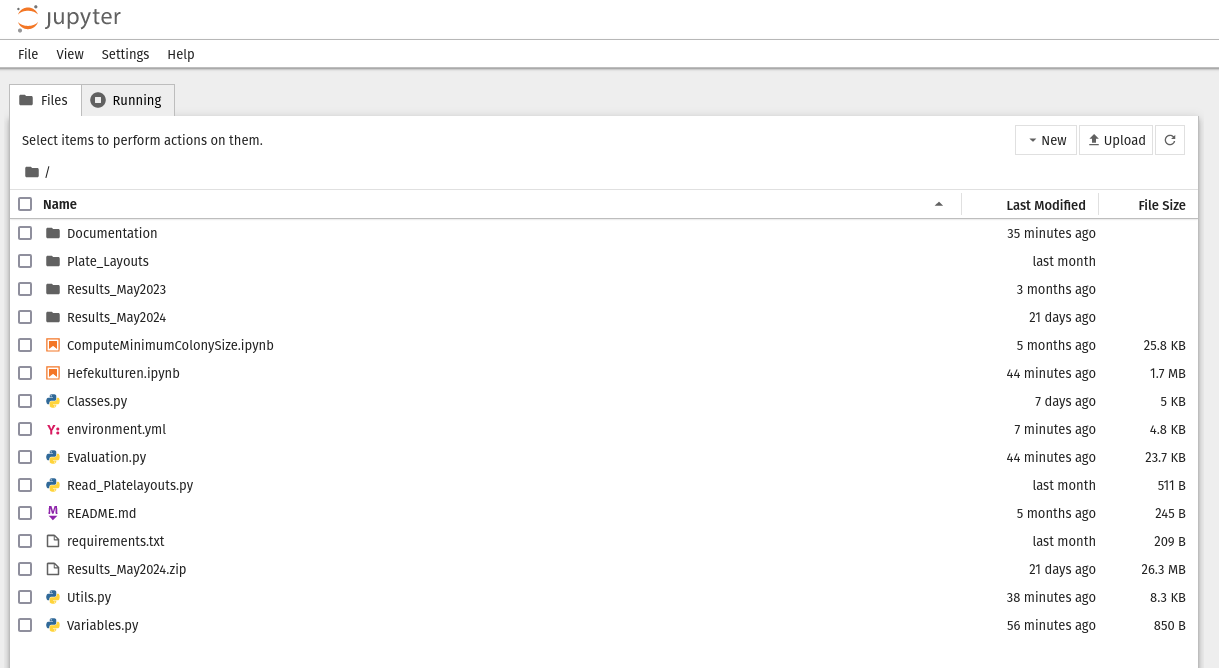 jupyter
File View Settings Help
Files Running
Select items to perform actions on them.
New Upload
/
Name Last Modified File Size
Documentation 35 minutes ago
Plate_Layouts last month
Results_May2023 3 months ago
Results_May2024 21 days ago
ComputeMinimumColonySize.ipynb 5 months ago 25.8 KB
Hefekulturen.ipynb 44 minutes ago 1.7 MB
Classes.py 7 days ago 5 KB
Y: environment.yml 7 minutes ago 4.8 KB
Evaluation.py 44 minutes ago 23.7 KB
Read_Platelayouts.py last month 511 B
M README.md 5 months ago 245 B
requirements.txt last month 209 B
Results_May2024.zip 21 days ago 26.3 MB
Utils.py 38 minutes ago 8.3 KB
Variables.py 56 minutes ago 850 B